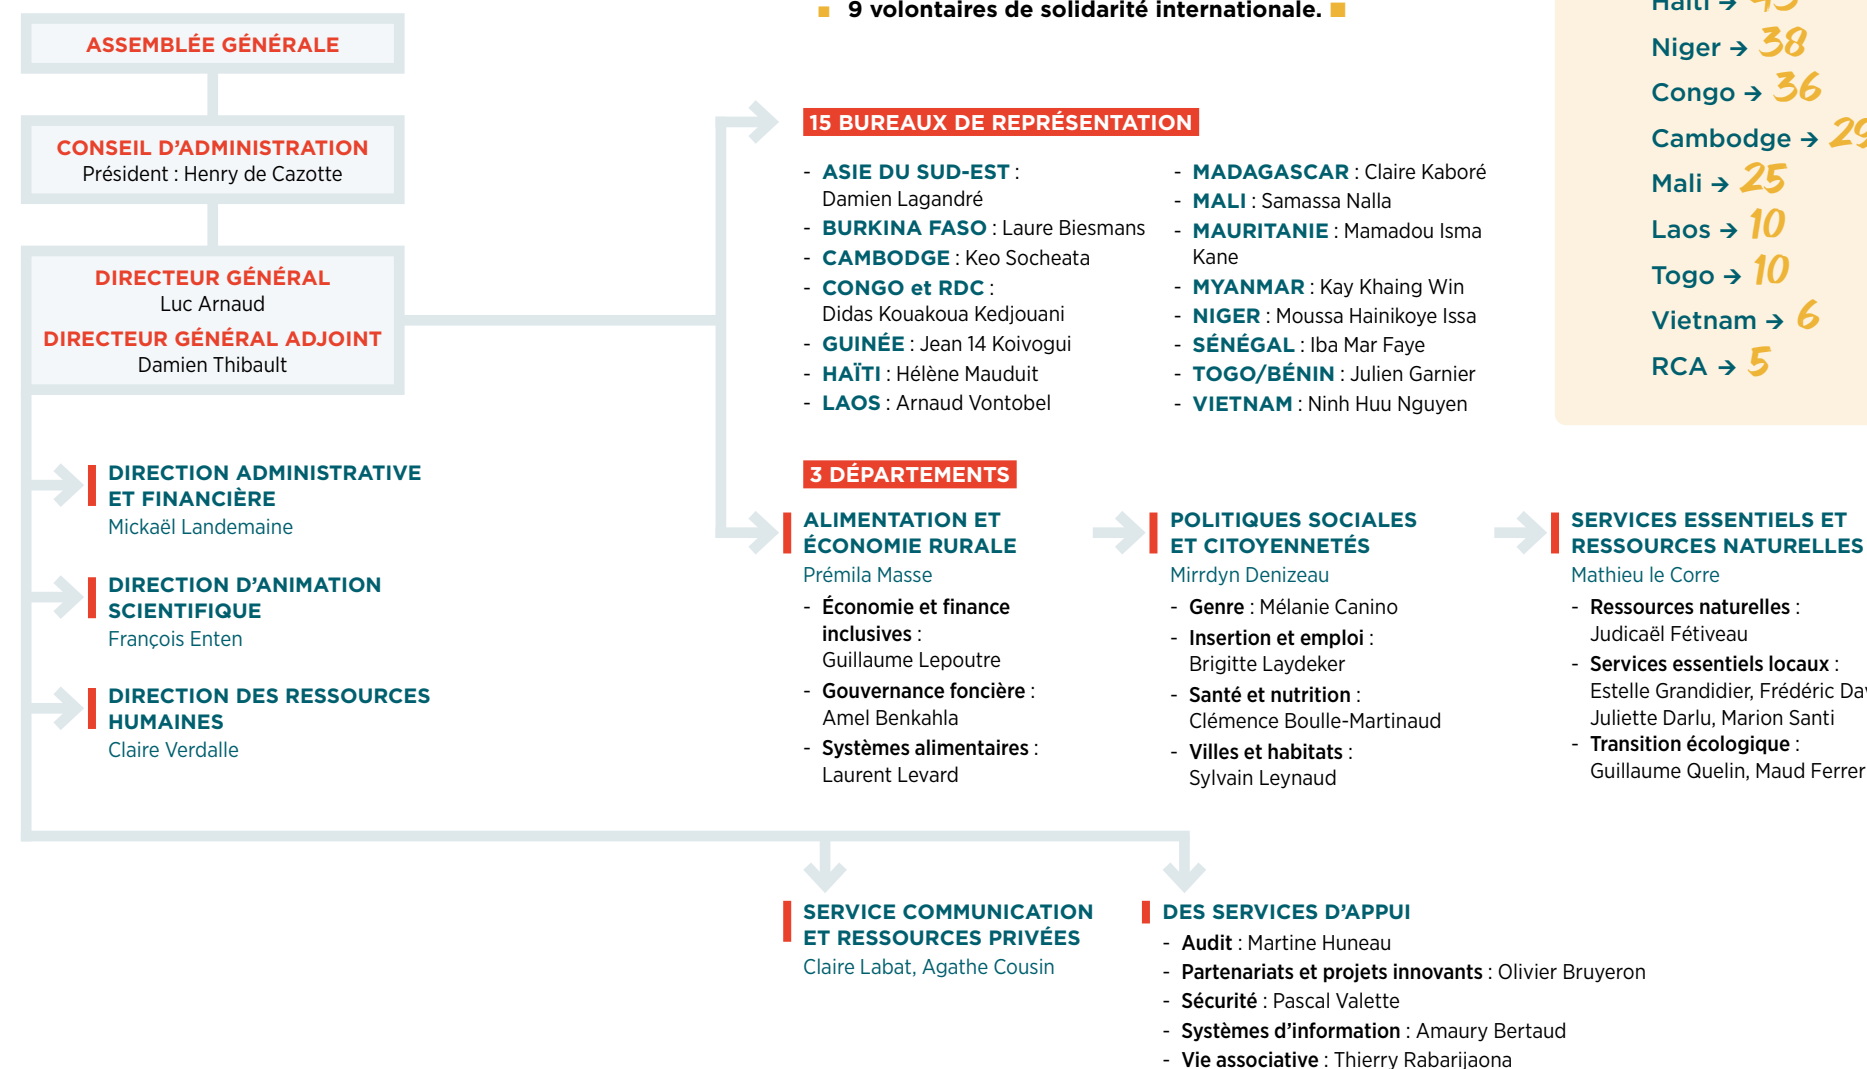 9 volontaires de solidarité internationale.
ASSEMBLÉE GÉNÉRALE
CONSEIL D'ADMINISTRATION
Président : Henry de Cazotte
DIRECTEUR GÉNÉRAL
Luc Arnaud
DIRECTEUR GÉNÉRAL ADJOINT
Damien Thibault
DIRECTION ADMINISTRATIVE
ET FINANCIÈRE
Mickaël Landemaine
DIRECTION D'ANIMATION
SCIENTIFIQUE
François Enten
DIRECTION DES RESSOURCES
HUMAINES
Claire Verdalle
15 BUREAUX DE REPRÉSENTATION
- ASIE DU SUD-EST :
Damien Lagandré
- BURKINA FASO : Laure Biesmans
- CAMBODGE : Keo Socheata
- CONGO et RDC :
Didas Kouakoua Kedjouani
- GUINÉE : Jean 14 Koivogui
- HAÏTI : Hélène Mauduit
- LAOS : Arnaud Vontobel
- MADAGASCAR : Claire Kaboré
- MALI : Samassa Nalla
- MAURITANIE : Mamadou Isma
Kane
- MYANMAR : Kay Khaing Win
- NIGER : Moussa Hainikoye Issa
- SÉNÉGAL : Iba Mar Faye
- TOGO/BÉNIN : Julien Garnier
- VIETNAM : Ninh Huu Nguyen
Haïti →
Niger → 38
Congo → 36
Cambodge → 29
Mali → 25
Laos → 10
Togo → 10
Vietnam → 6
RCA → 5
3 DÉPARTEMENTS
ALIMENTATION ET
ÉCONOMIE RURALE
Prémila Masse
- Économie et finance
inclusives :
Guillaume Lepoutre
- Gouvernance foncière :
Amel Benkahla
- Systèmes alimentaires :
Laurent Levard
POLITIQUES SOCIALES
ET CITOYENNETÉS
Mirrdyn Denizeau
- Genre : Mélanie Canino
- Insertion et emploi :
Brigitte Laydeker
- Santé et nutrition :
Clémence Boulle-Martinaud
- Villes et habitats :
Sylvain Leynaud
SERVICES ESSENTIELS ET
RESSOURCES NATURELLES
Mathieu le Corre
- Ressources naturelles :
Judicaël Fétiveau
- Services essentiels locaux :
Estelle Grandidier, Frédéric
Juliette Darlu, Marion Santi
- Transition écologique :
Guillaume Quelin, Maud Ferrer
SERVICE COMMUNICATION
ET RESSOURCES PRIVÉES
Claire Labat, Agathe Cousin
DES SERVICES D'APPUI
- Audit : Martine Huneau
- Partenariats et projets innovants : Olivier Bruyeron
- Sécurité : Pascal Valette
- Systèmes d'information : Amaury Bertaud
- Vie associative : Thierry Rabarijaona